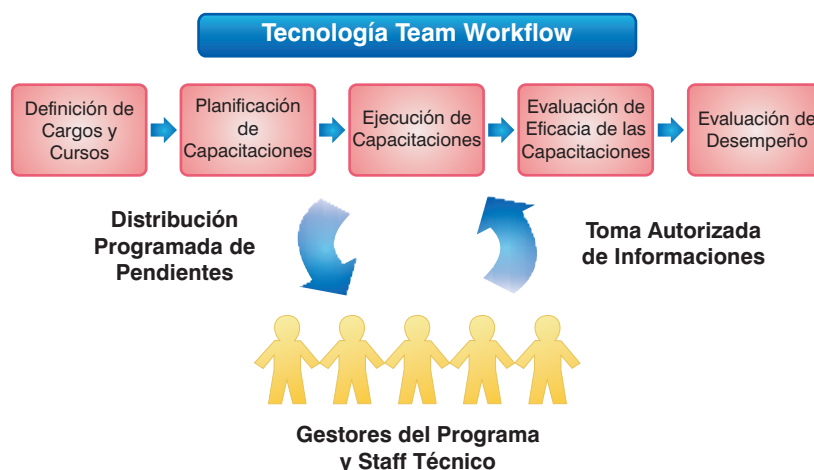 Tecnología Team Workflow
Definición de
Cargos y
Cursos
Planificación
de
Capacitaciones
Ejecución de
Capacitaciones
Evaluación de
Eficacia de las
Capacitaciones
Evaluación de
Desempeño
Distribución
Programada de
Pendientes
Toma Autorizada
de Informaciones
Gestores del Programa
y Staff Técnico